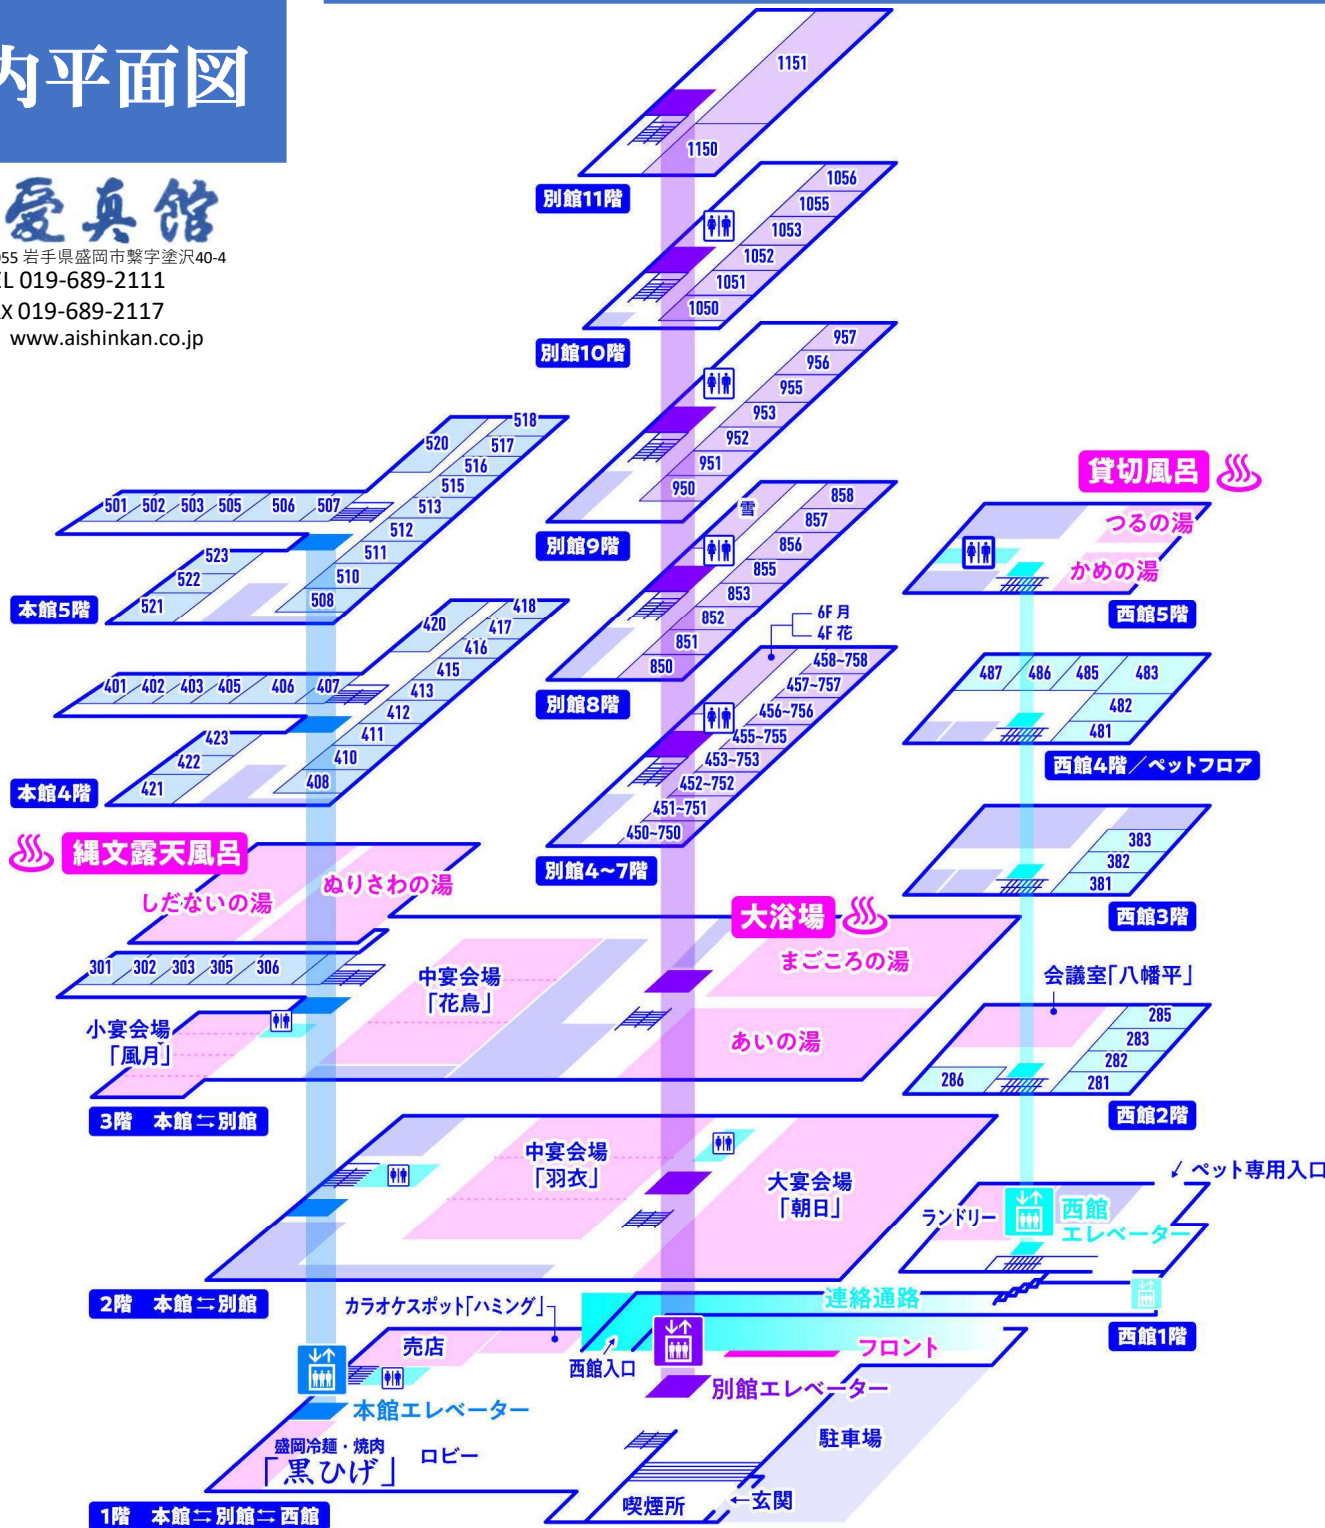 内平面図
愛真館
055 岩手県盛岡市繋字塗沢40-4
EL 019-689-2111
AX 019-689-2117
www.aishinkan.co.jp
1151
1150
別館11階
1056
1055
1053
1052
1051
1050
別館10階
957
956
955
953
952
951
950
別館9階
雪
858
857
856
855
853
852
851
850
別館8階
6F 月
4F 花
458~758
457~757
456~756
455~755
453~753
452~752
451~751
450~750
別館4~7階
518
520
517
516
515
513
512
511
510
508
501
502
503
505
506
507
523
522
521
本館5階
418
420
417
416
415
413
412
411
410
408
401
402
403
405
406
407
423
422
421
本館4階
貸切風呂
つるの湯
かめの湯
西館5階
487
486
485
483
482
481
西館4階/ペットフロア
383
382
381
西館3階
会議室「八幡平」
285
283
282
281
286
西館2階
縄文露天風呂
しだないの湯
ぬりさわの湯
301
302
303
305
306
大浴場
まごころの湯
あいの湯
中宴会場
「花鳥」
小宴会場
「風月」
3階 本館⇆別館
中宴会場
「羽衣」
大宴会場
「朝日」
2階 本館⇆別館
↙ ペット専用入口
ランドリー
西館
エレベーター
連絡通路
西館1階
カラオケスポット「ハミング」
売店
西館入口
フロント
別館エレベーター
本館エレベーター
盛岡冷麺・焼肉
「黒ひげ」
ロビー
駐車場
喫煙所
←玄関
1階 本館⇆別館⇆西館